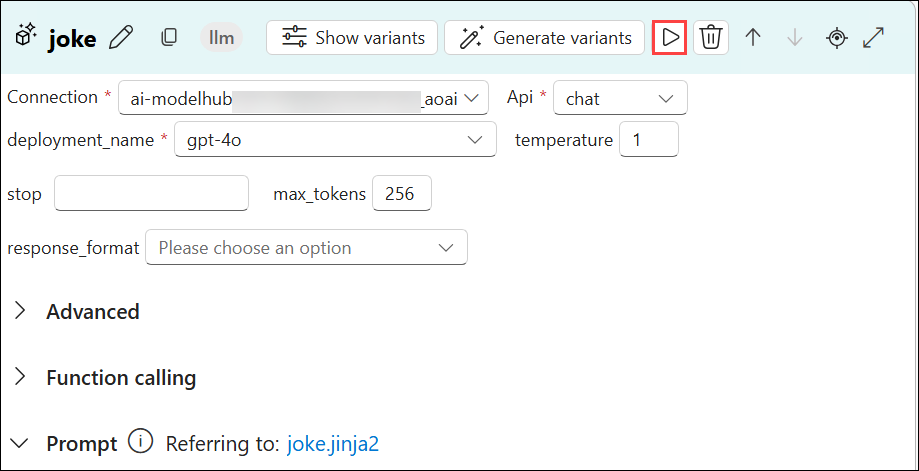 joke llm Show variants Generate variants
Connection * ai-modelhub _aoai Api * chat
deployment_name * gpt-4o temperature 1
stop max_tokens 256
response_format Please choose an option
Advanced
Function calling
Prompt Referring to: joke.jinja2